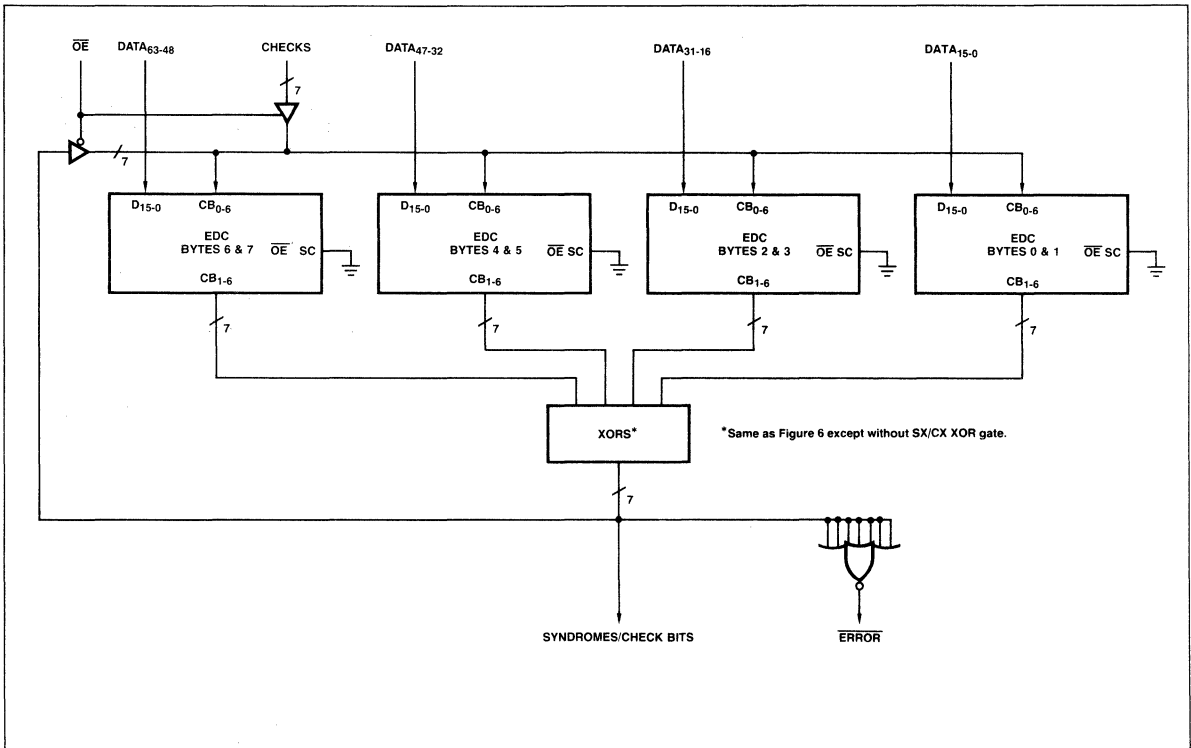 OE DATA63-48 CHECKS DATA47-32 DATA31-16 DATA15-0
7
7
D15-0 CB0-6
EDC
BYTES 6 & 7 OE SC
CB1-6
7
D15-0 CB0-6
EDC
BYTES 4 & 5 OE SC
CB1-6
7
D15-0 CB0-6
EDC
BYTES 2 & 3 OE SC
CB1-6
7
D15-0 CB0-6
EDC
BYTES 0 & 1 OE SC
CB1-6
7
XORS*
*Same as Figure 6 except without SX/CX XOR gate.
7
SYNDROMES/CHECK BITS
ERROR